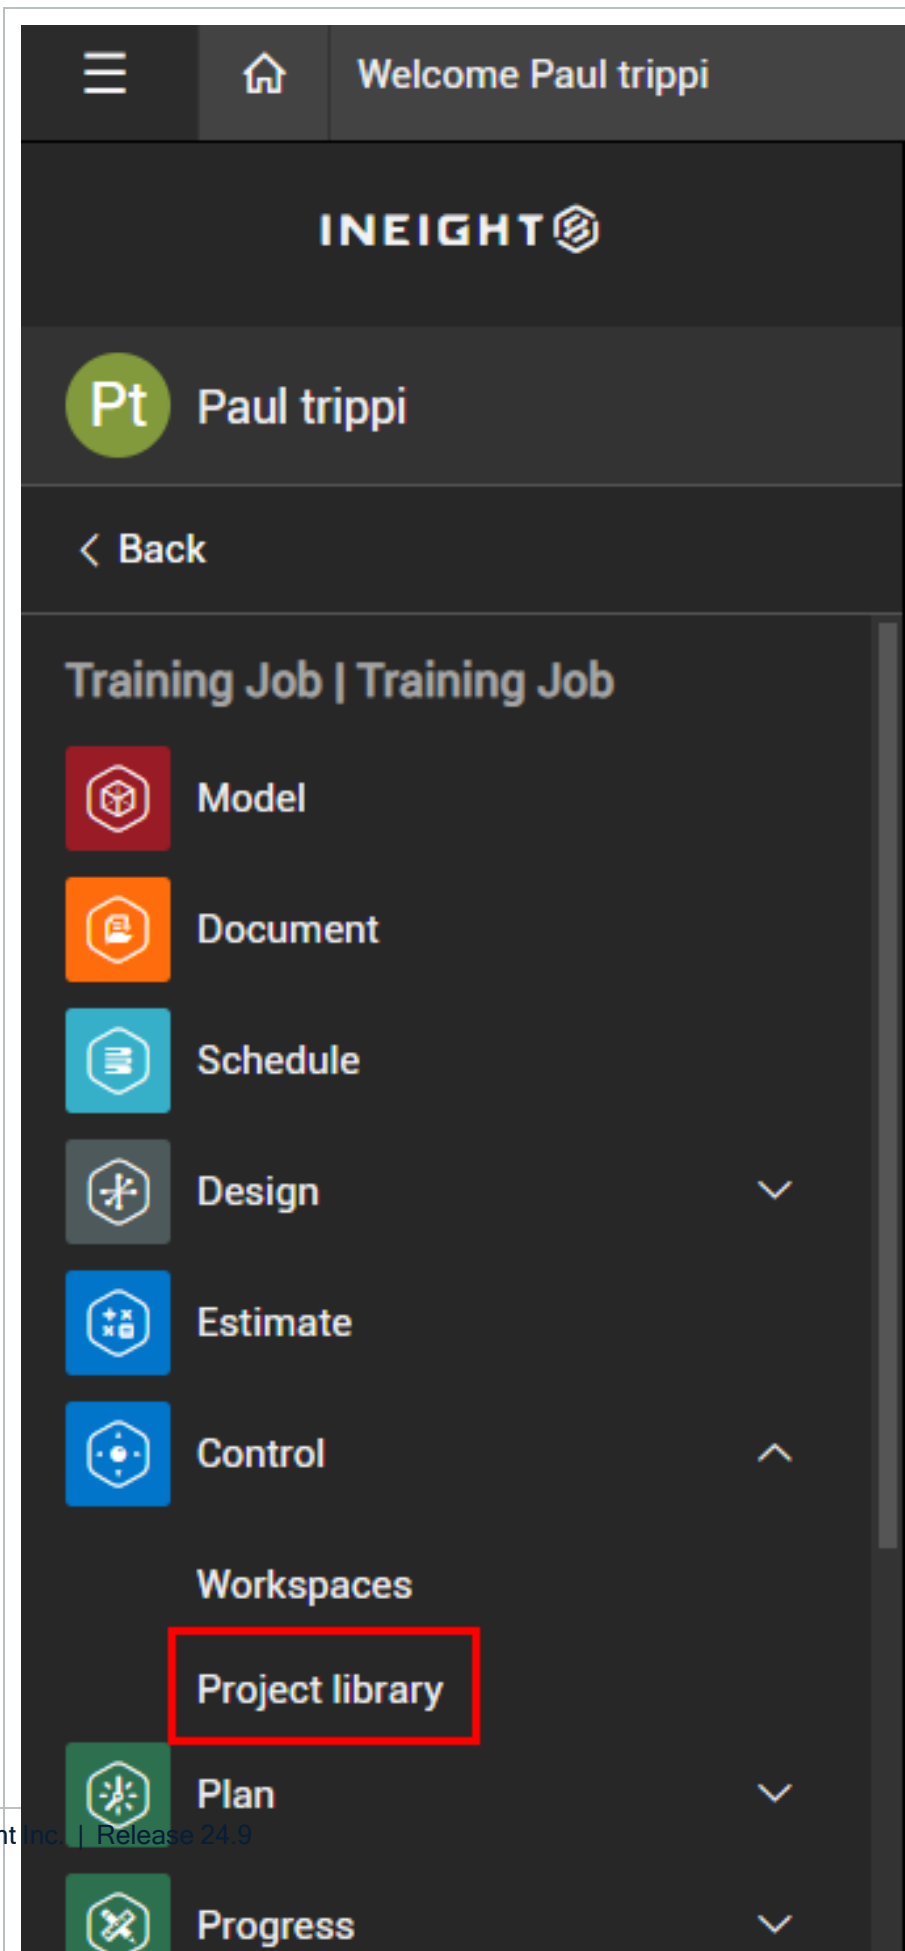 Welcome Paul trippi
INEIGHT
Pt
Paul trippi
Back
Training Job | Training Job
Model
Document
Schedule
Design
Estimate
Control
Workspaces
Project library
Plan
Inc. | Release 24.9
Progress